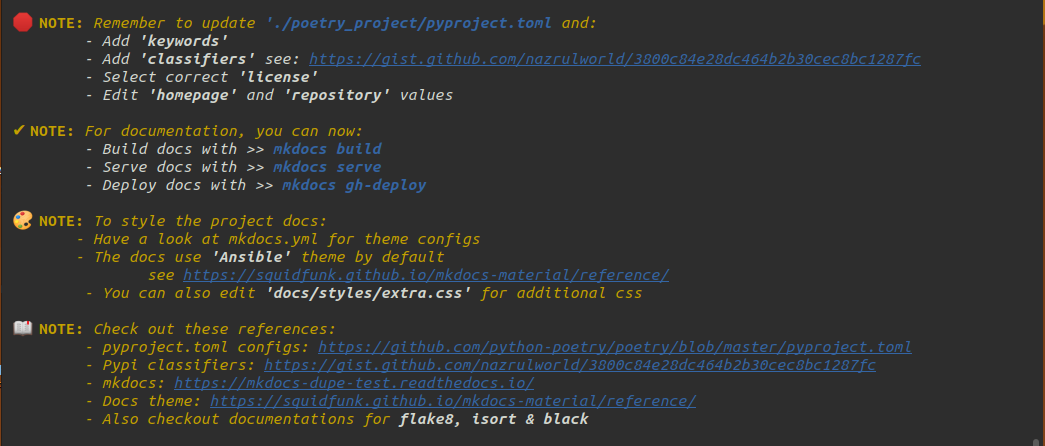 NOTE: Remember to update './poetry_project/pyproject.toml and:
- Add 'keywords'
- Add 'classifiers' see: https://gist.github.com/nazrulworld/3800c84e28dc464b2b30cec8bc1287fc
- Select correct 'license'
- Edit 'homepage' and 'repository' values
✔ NOTE: For documentation, you can now:
- Build docs with >> mkdocs build
- Serve docs with >> mkdocs serve
- Deploy docs with >> mkdocs gh-deploy
NOTE: To style the project docs:
- Have a look at mkdocs.yml for theme configs
- The docs use 'Ansible' theme by default
see https://squidfunk.github.io/mkdocs-material/reference/
- You can also edit 'docs/styles/extra.css' for additional css
NOTE: Check out these references:
- pyproject.toml configs: https://github.com/python-poetry/poetry/blob/master/pyproject.toml
- Pypi classifiers: https://gist.github.com/nazrulworld/3800c84e28dc464b2b30cec8bc1287fc
- mkdocs: https://mkdocs-dupe-test.readthedocs.io/
- Docs theme: https://squidfunk.github.io/mkdocs-material/reference/
- Also checkout documentations for flake8, isort & black